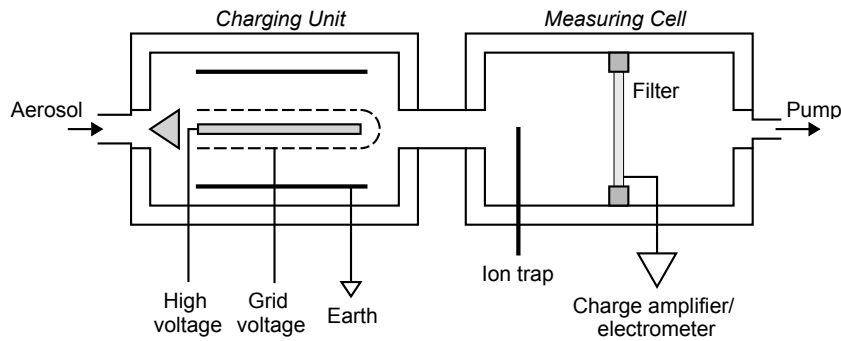 Charging Unit
Measuring Cell
Aerosol
Filter
Pump
High
voltage
Grid
voltage
Earth
Ion trap
Charge amplifier/
electrometer